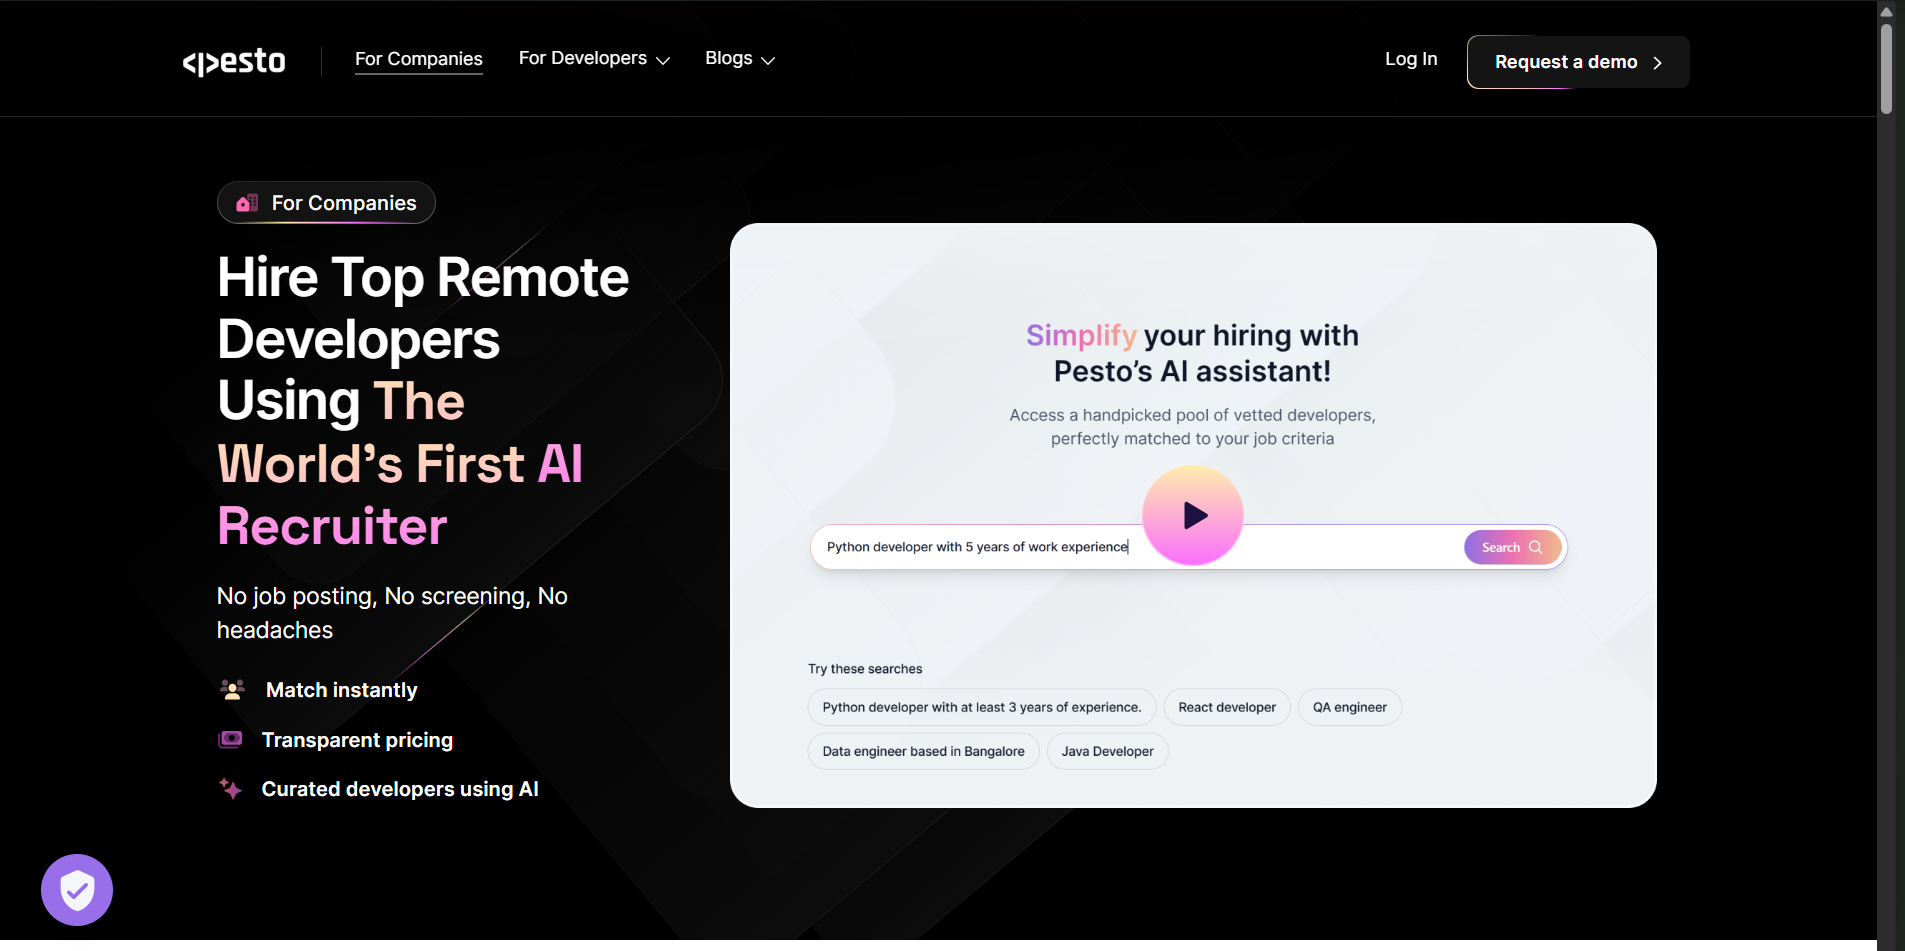 <|>esto
For Companies
For Developers
Blogs
Log In
Request a demo
For Companies
Hire Top Remote
Developers
Using The
World's First AI
Recruiter
No job posting, No screening, No
headaches
Match instantly
Transparent pricing
Curated developers using AI
Simplify your hiring with
Pesto's AI assistant!
Access a handpicked pool of vetted developers,
perfectly matched to your job criteria
Python developer with 5 years of work experience
Search
Try these searches
Python developer with at least 3 years of experience.
React developer
QA engineer
Data engineer based in Bangalore
Java Developer